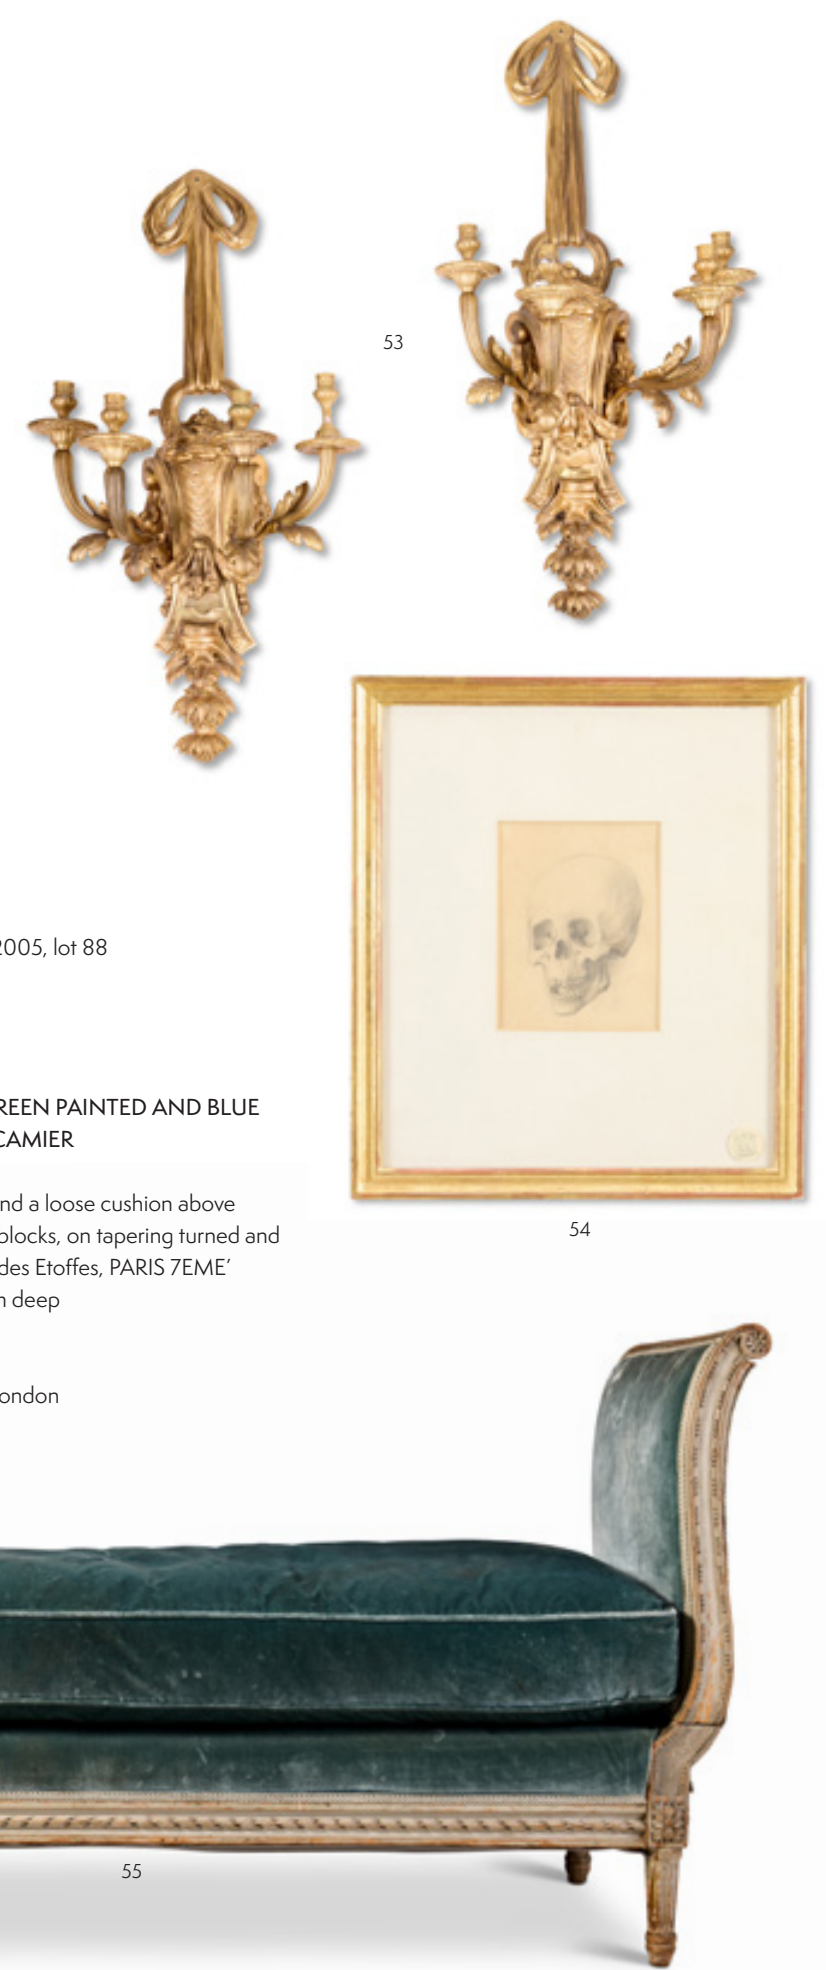 53
2005, lot 88
REEN PAINTED AND BLUE
CAMIER
nd a loose cushion above
blocks, on tapering turned and
des Etoffes, PARIS 7EME’
n deep
ondon
54
55